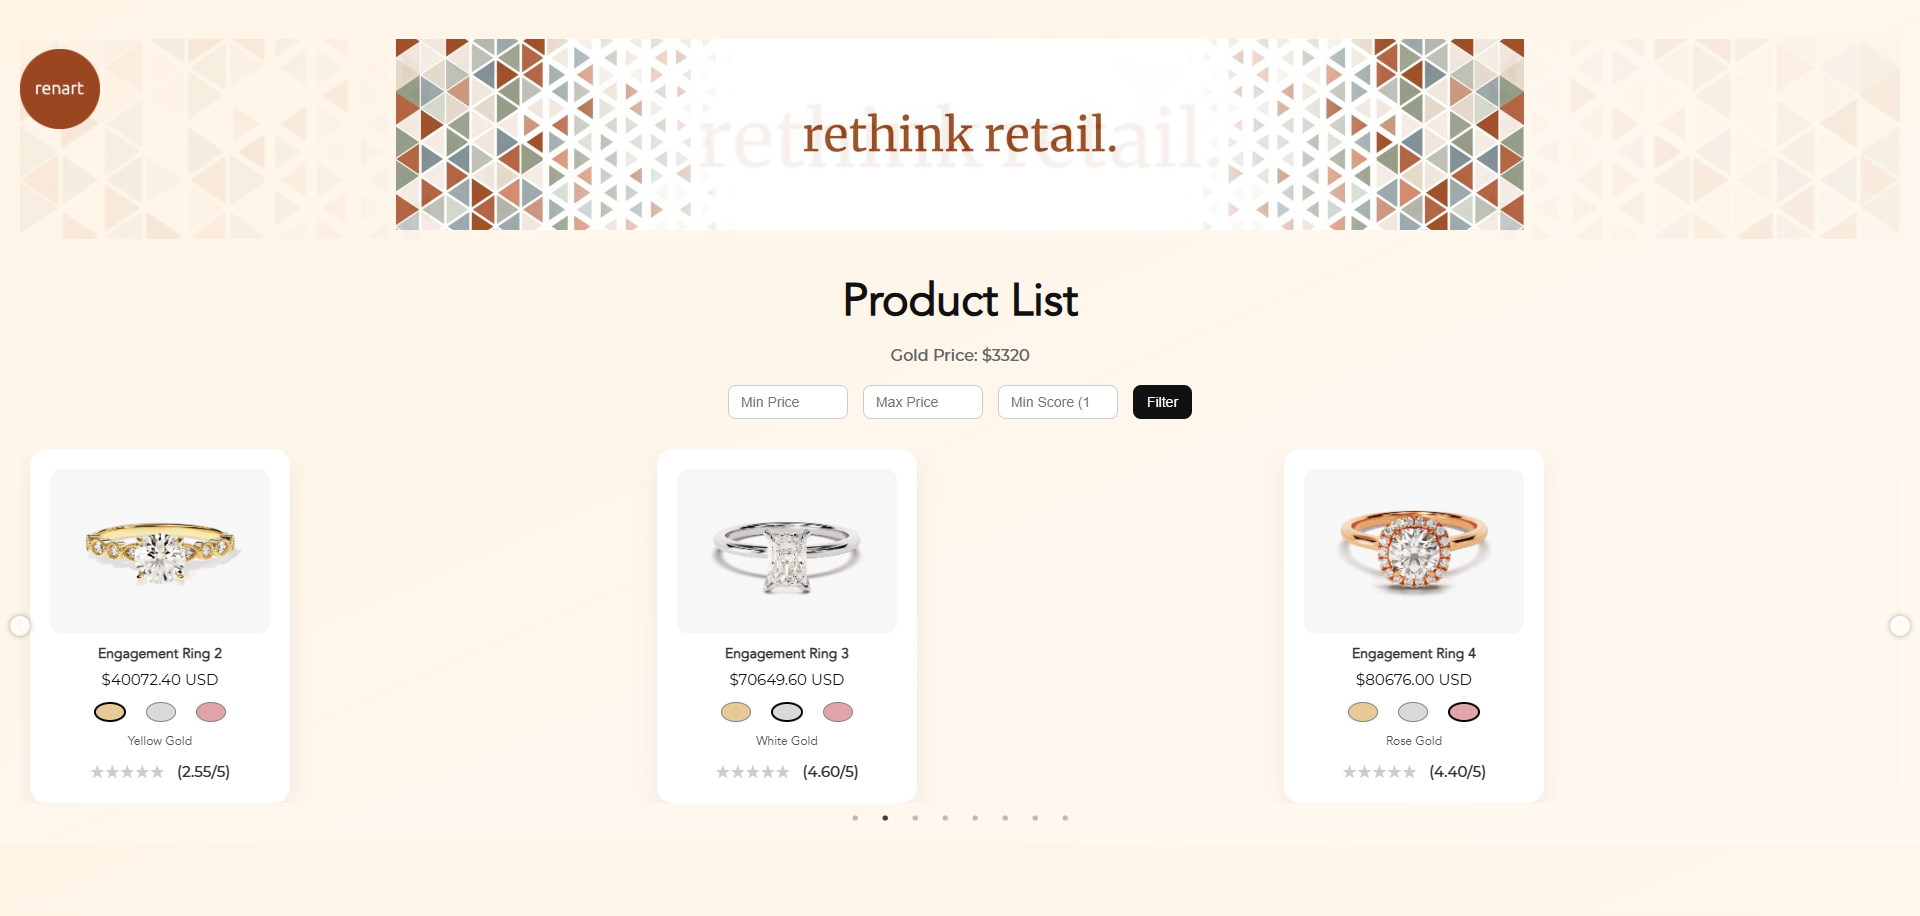 renart
rethink retail.
rethink retail.
Product List
Gold Price: $3320
Min Price
Max Price
Min Score (1
Filter
Engagement Ring 2
$40072.40 USD
Yellow Gold
★★★★★ (2.55/5)
Engagement Ring 3
$70649.60 USD
White Gold
★★★★★ (4.60/5)
Engagement Ring 4
$80676.00 USD
Rose Gold
★★★★★ (4.40/5)